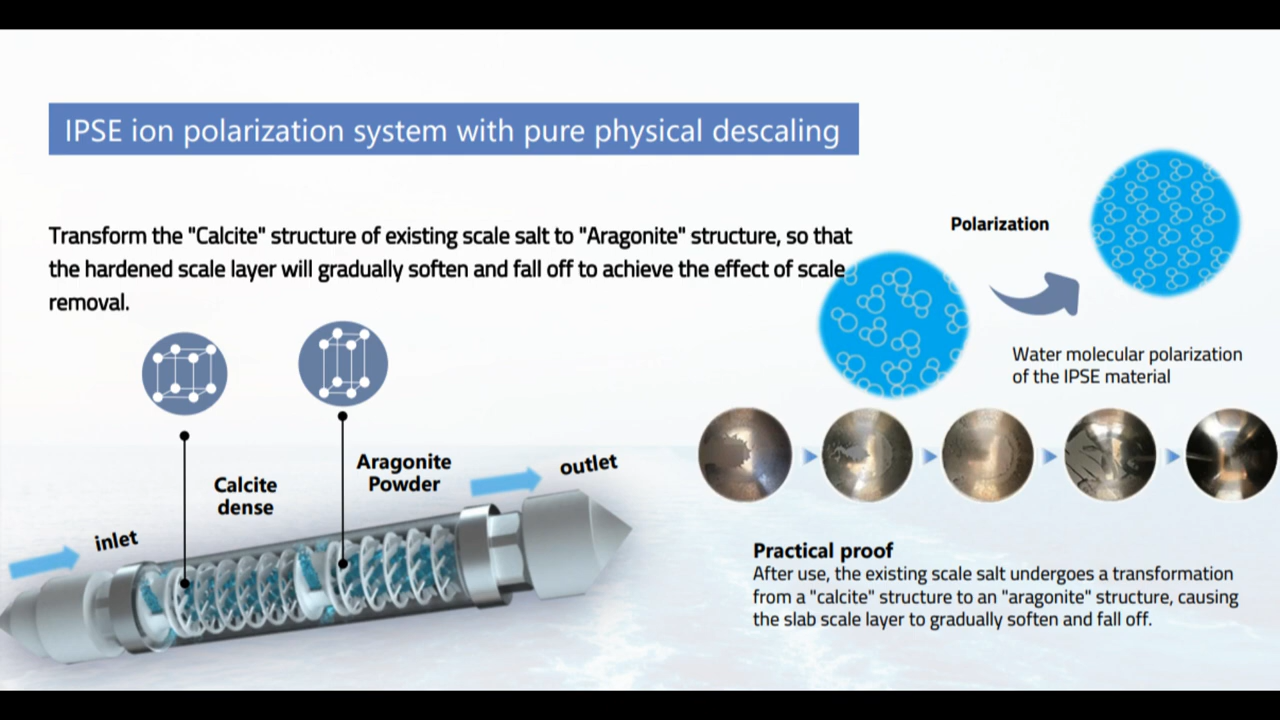 IPSE ion polarization system with pure physical descaling
Transform the "Calcite" structure of existing scale salt to "Aragonite" structure, so that
the hardened scale layer will gradually soften and fall off to achieve the effect of scale
removal.
Polarization
Water molecular polarization
of the IPSE material
Calcite
dense
Aragonite
Powder
inlet
outlet
Practical proof
After use, the existing scale salt undergoes a transformation
from a "calcite" structure to an "aragonite" structure, causing
the slab scale layer to gradually soften and fall off.